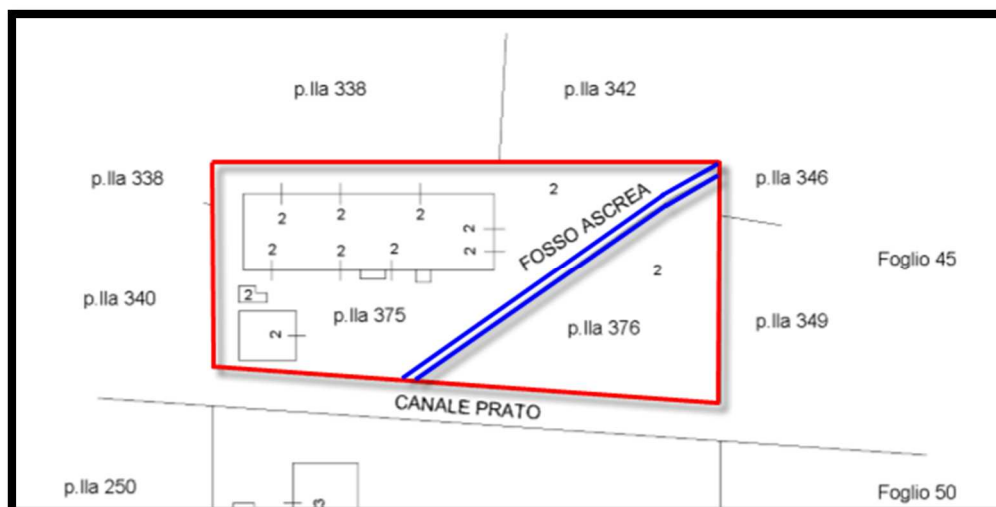 p.lla 338
p.lla 342
p.lla 338
p.lla 346
2
2
2
2
2
FOSSO ASCREA
2
2
2
2
Foglio 45
2
2
p.lla 340
p.lla 375
p.lla 376
p.lla 349
2
CANALE PRATO
p.lla 250
Foglio 50
3